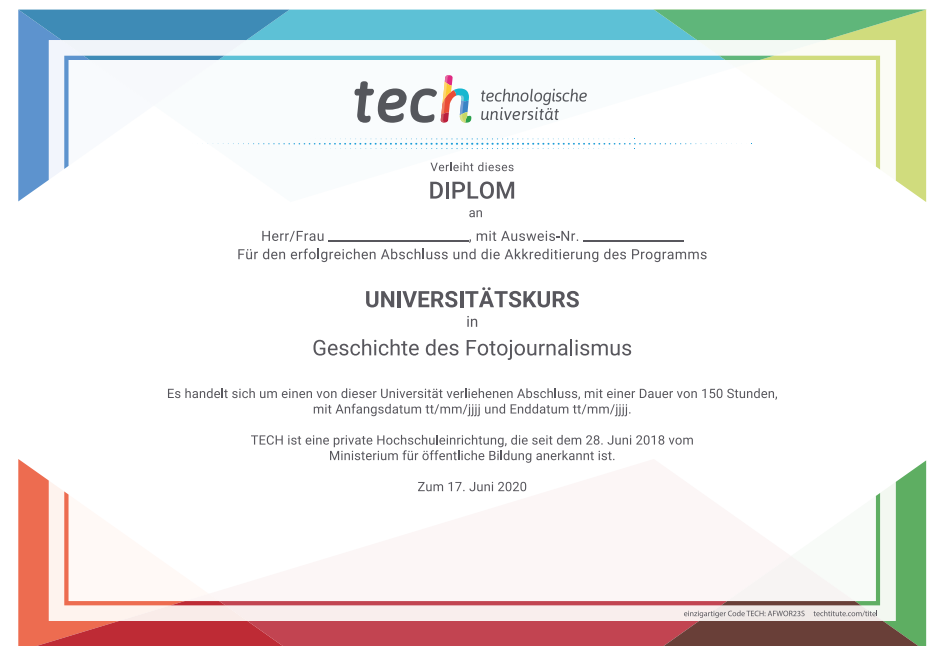 tech technologische
universität
Verleiht dieses
DIPLOM
an
Herr/Frau ____________________, mit Ausweis-Nr. ______________
Für den erfolgreichen Abschluss und die Akkreditierung des Programms
UNIVERSITÄTSKURS
in
Geschichte des Fotojournalismus
Es handelt sich um einen von dieser Universität verliehenen Abschluss, mit einer Dauer von 150 Stunden,
mit Anfangsdatum tt/mm/jjjj und Enddatum tt/mm/jjjj.
TECH ist eine private Hochschuleinrichtung, die seit dem 28. Juni 2018 vom
Ministerium für öffentliche Bildung anerkannt ist.
Zum 17. Juni 2020
einzigartiger Code TECH: AFWOR23S techtitute.com/titel